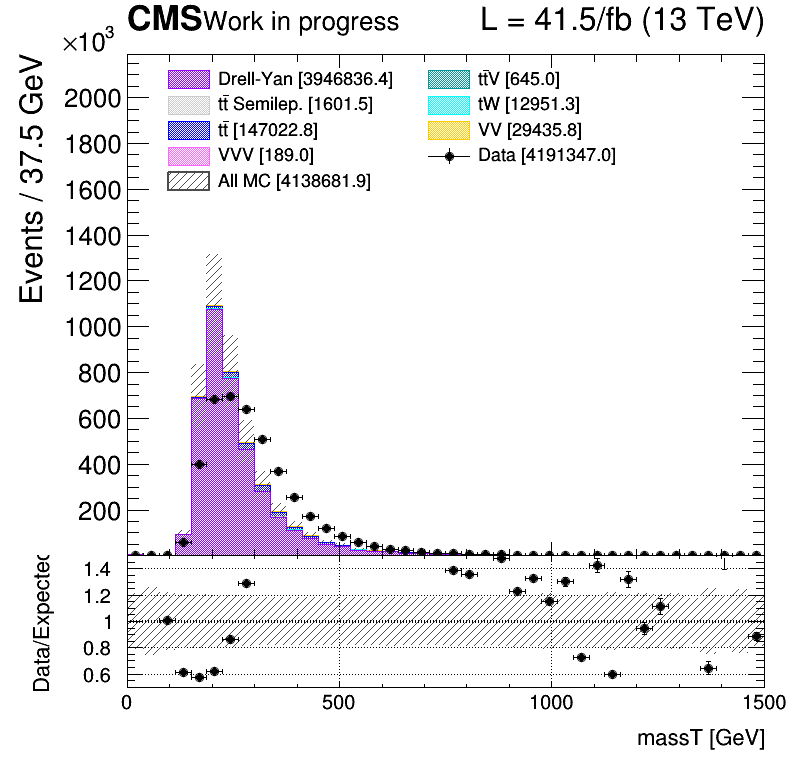 CMS Work in progress L = 41.5/fb (13 TeV)
×10³
Events / 37.5 GeV
2000
1800
1600
1400
1200
1000
800
600
400
200
Drell-Yan [3946836.4]
tt̄ Semilep. [1601.5]
tt̄ [147022.8]
VVV [189.0]
All MC [4138681.9]
tt̄V [645.0]
tW [12951.3]
VV [29435.8]
Data [4191347.0]
Data/Expected
1.4
1.2
1
0.8
0.6
0 500 1000 1500
massT [GeV]